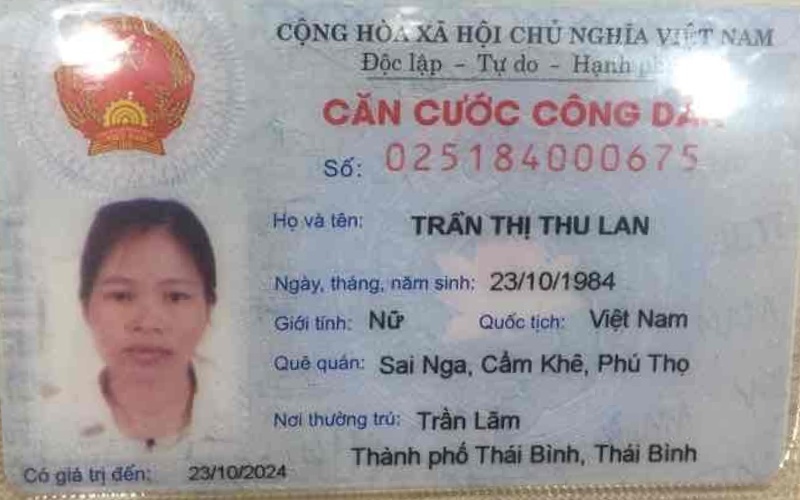 CỘNG HÒA XÃ HỘI CHỦ NGHĨA VIỆT NAM
Độc lập - Tự do - Hạnh
CĂN CƯỚC CÔNG DÂN
Số: 025184000675
Họ và tên: TRẦN THỊ THU LAN
Ngày, tháng, năm sinh: 23/10/1984
Giới tính: Nữ Quốc tịch: Việt Nam
Quê quán: Sai Nga, Cẩm Khê, Phú Thọ
Nơi thường trú: Trần Lãm
Thành phố Thái Bình, Thái Bình
Có giá trị đến: 23/10/2024